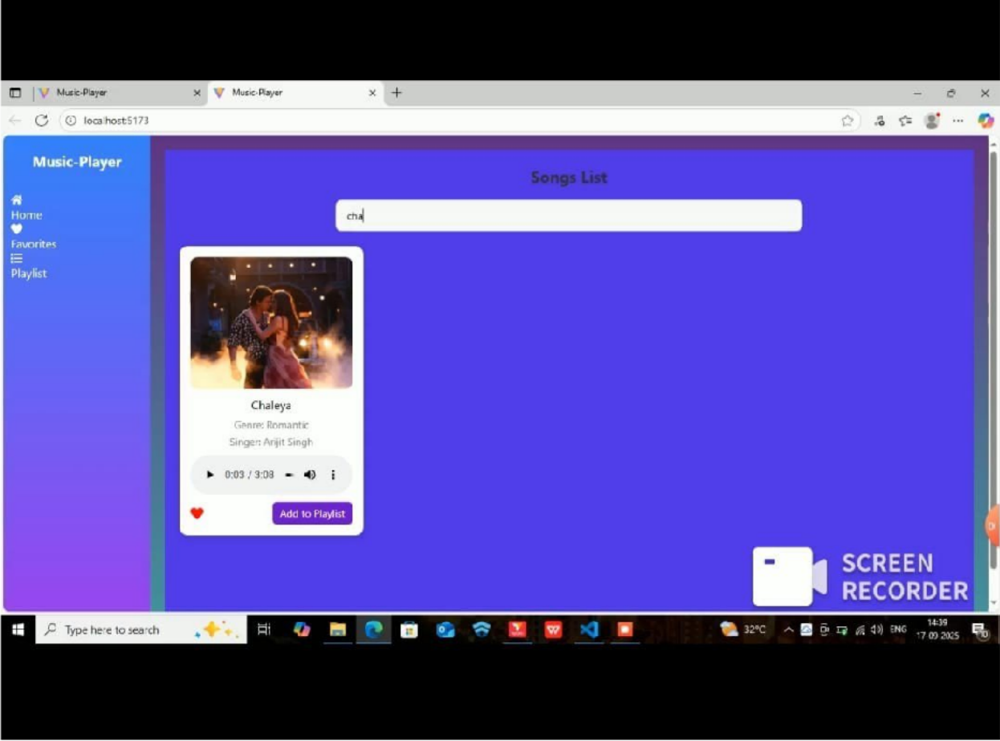 Music-Player
Music-Player
localhost:5173
Music-Player
Home
Favorites
Playlist
Songs List
cha
Chaleya
Genre: Romantic
Singer: Arijit Singh
0:03 / 3:08
Add to Playlist
SCREEN
RECORDER
Type here to search
32°C
ENG
14:39
17-09-2025